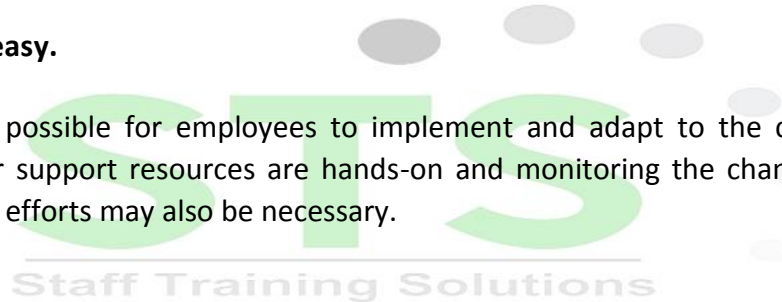 easy.
possible for employees to implement and adapt to the
support resources are hands-on and monitoring the
efforts may also be necessary.
STS
Staff Training Solutions